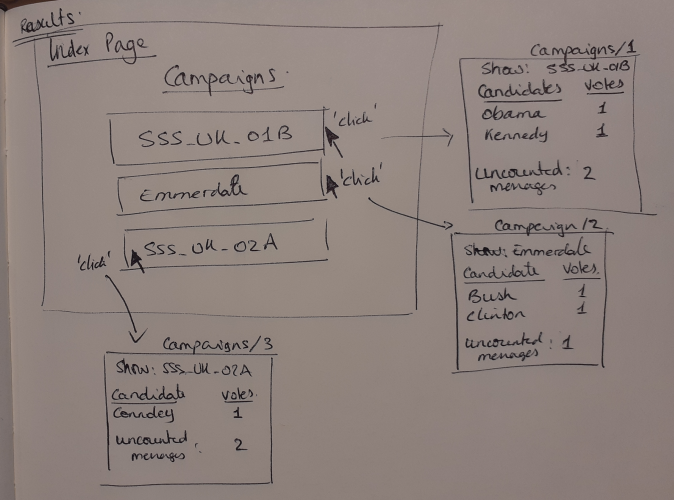 Results.
Index Page
Campaigns.
SSS_UK_01B
'click'
Emmerdale
'click'
SSS_UK_02A
'click'
Campaigns/1
Show: SSS_UK_01B
Candidates Votes
Obama 1
Kennedy 1
Uncounted: 2
messages
Campaign/2.
Show: Emmerdale
Candidate Votes.
Bush 1
Clinton 1
Uncounted : 1
messages
Campaigns/3
Show: SSS_UK_02A
Candidate Votes.
1
Uncounted : 2
messages